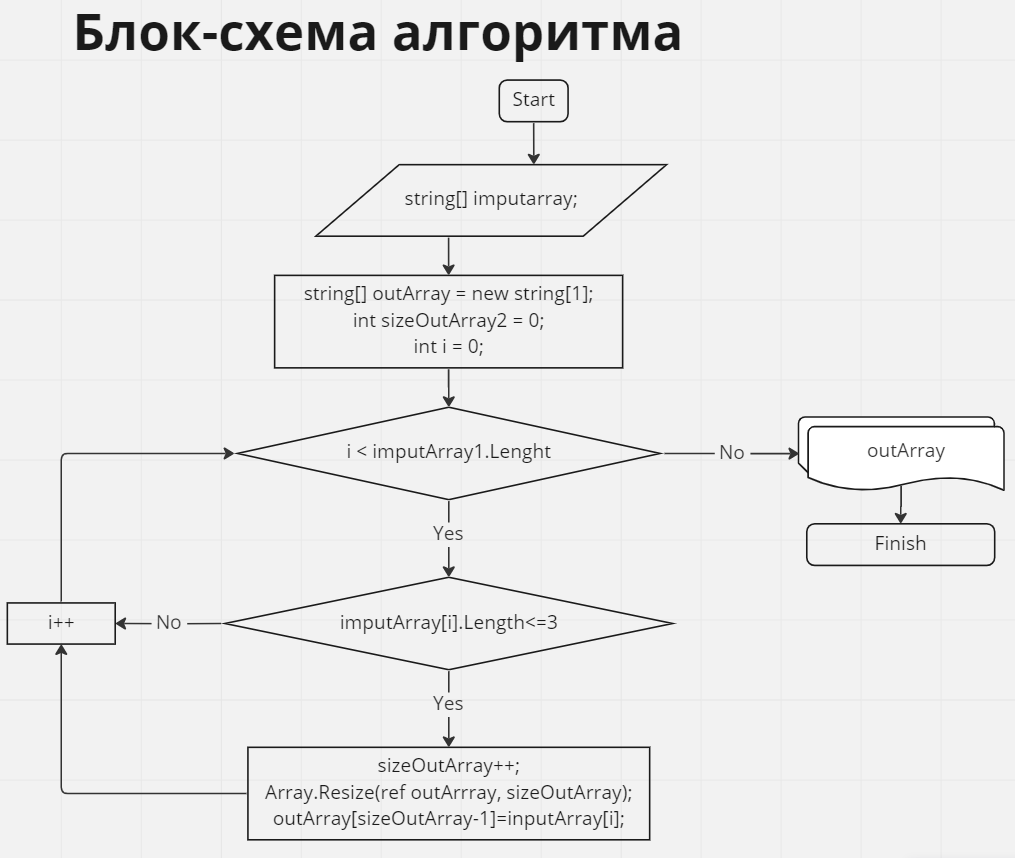 Блок-схема алгоритма
Start
string[] imputarray;
string[] outArray = new string[1];
int sizeOutArray2 = 0;
int i = 0;
i < imputArray1.Lenght
No
outArray
Yes
Finish
imputArray[i].Length<=3
No
i++
Yes
sizeOutArray++;
Array.Resize(ref outArrray, sizeOutArray);
outArray[sizeOutArray-1]=inputArray[i];